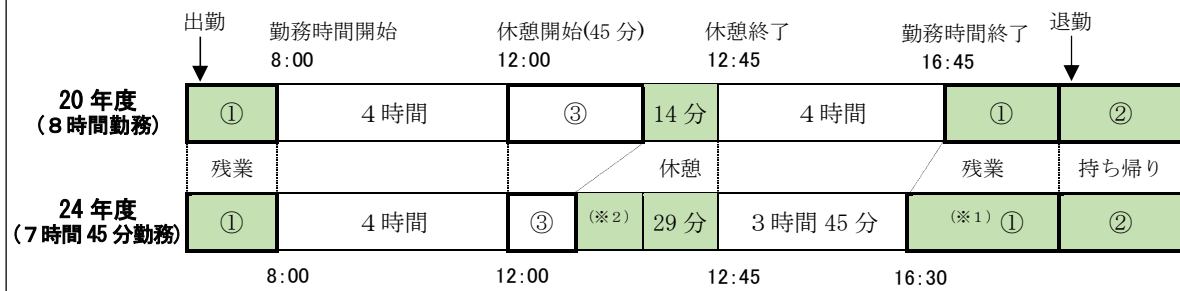 出勤 勤務時間開始 休憩開始(45分) 休憩終了 勤務時間終了 退勤
8:00 12:00 12:45 16:45
20年度 ① 4時間 ③ 14分 4時間 ① ②
(8時間勤務)
残業 休憩 残業 持ち帰り
24年度 ① 4時間 ③ (※2) 29分 3時間45分 (※1) ① ②
(7時間45分勤務)
8:00 12:00 12:45 16:30